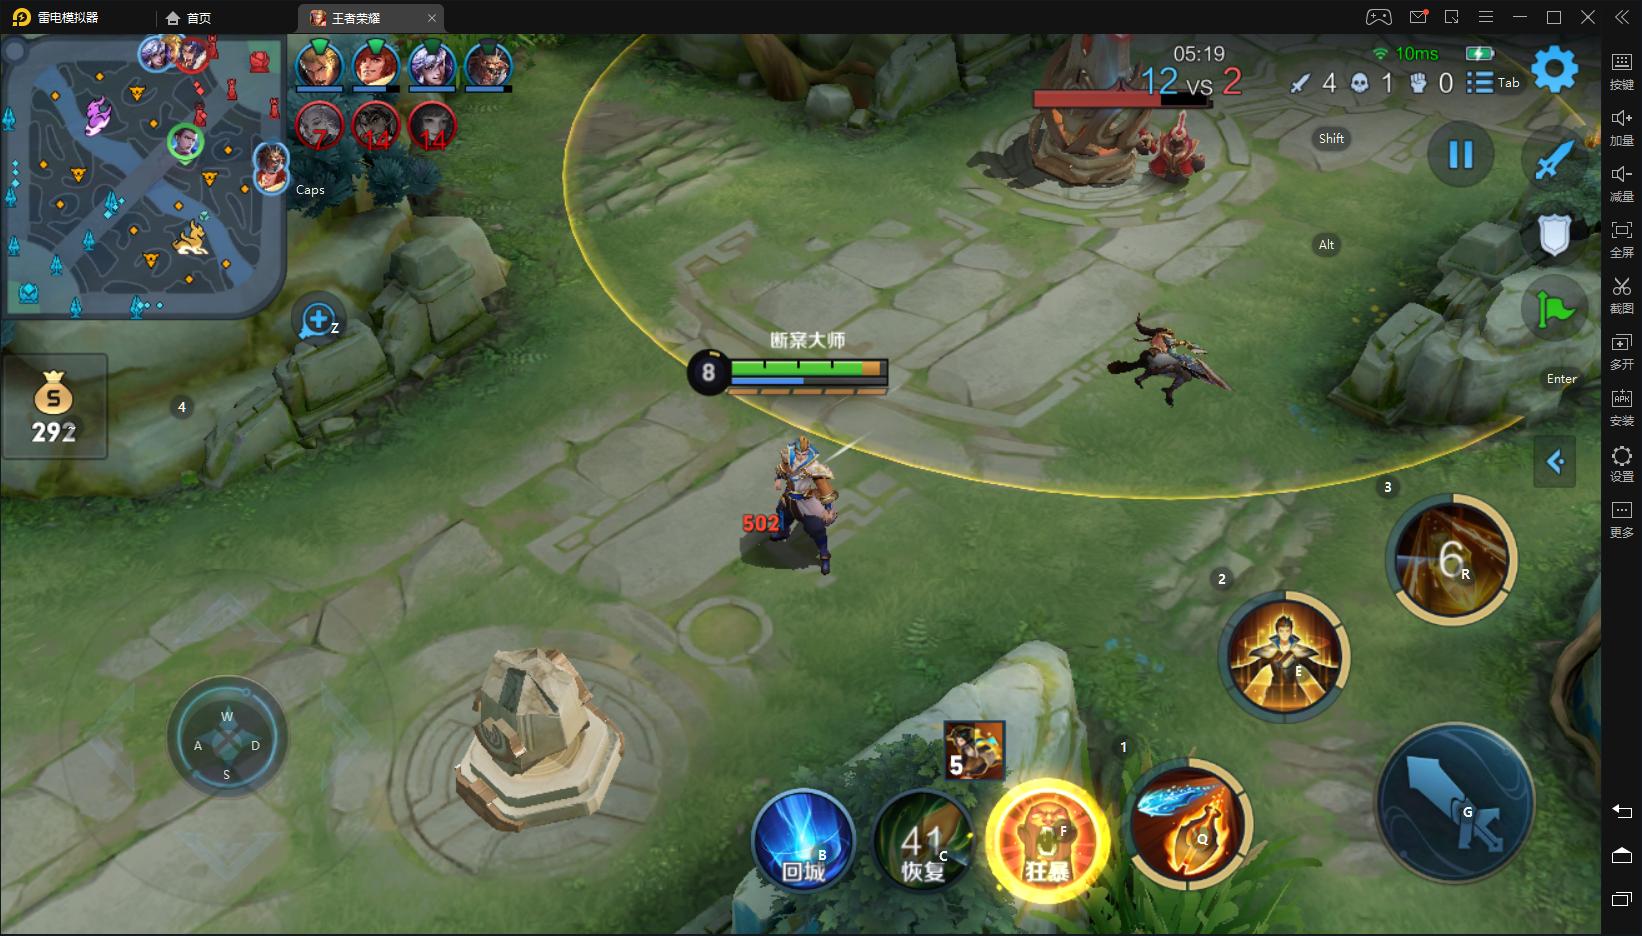 雷电模拟器
首页
王者荣耀
05:19
10ms
12 vs 2
4
1
0
Tab
按键
加量
减量
全屏
截图
多开
安装
设置
更多
7
14
14
Caps
Shift
Alt
Enter
Z
断案大师
8
292
4
502
3
6
R
2
E
W
A
D
S
5
1
41
B
C
F
Q
G
回城
恢复
狂暴